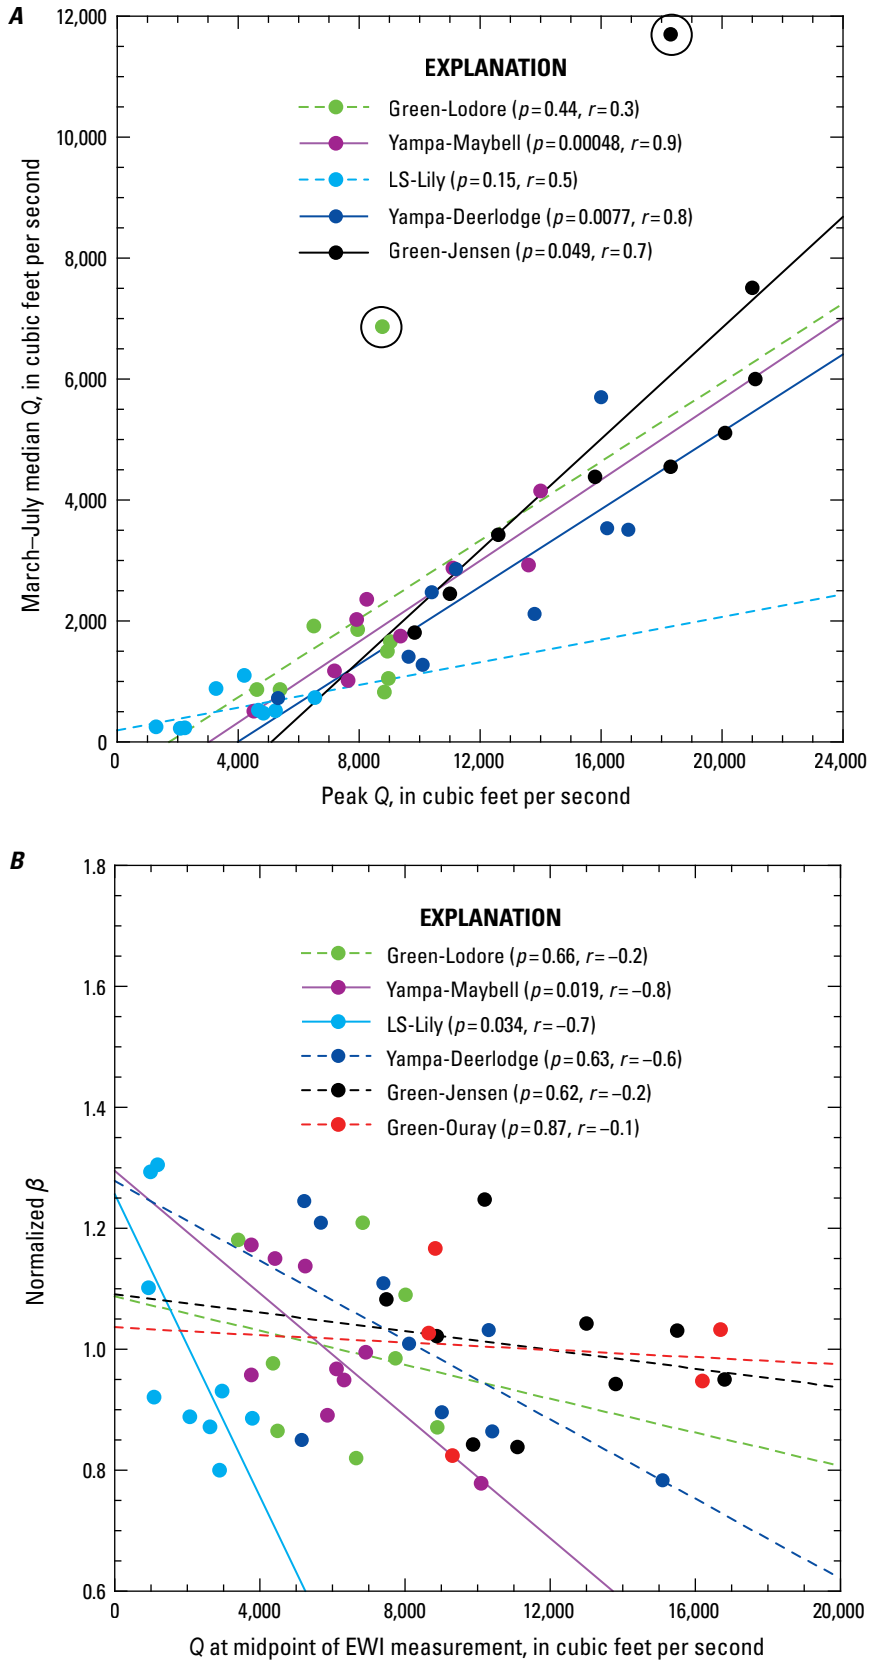 A
12,000
10,000
8,000
6,000
4,000
2,000
0
March–July median Q, in cubic feet per second
EXPLANATION
Green-Lodore (p=0.44, r=0.3)
Yampa-Maybell (p=0.00048, r=0.9)
LS-Lily (p=0.15, r=0.5)
Yampa-Deerlodge (p=0.0077, r=0.8)
Green-Jensen (p=0.049, r=0.7)
0 4,000 8,000 12,000 16,000 20,000 24,000
Peak Q, in cubic feet per second
B
1.8
1.6
1.4
1.2
1.0
0.8
0.6
Normalized β
EXPLANATION
Green-Lodore (p=0.66, r=−0.2)
Yampa-Maybell (p=0.019, r=−0.8)
LS-Lily (p=0.034, r=−0.7)
Yampa-Deerlodge (p=0.63, r=−0.6)
Green-Jensen (p=0.62, r=−0.2)
Green-Ouray (p=0.87, r=−0.1)
0 4,000 8,000 12,000 16,000 20,000
Q at midpoint of EWI measurement, in cubic feet per second